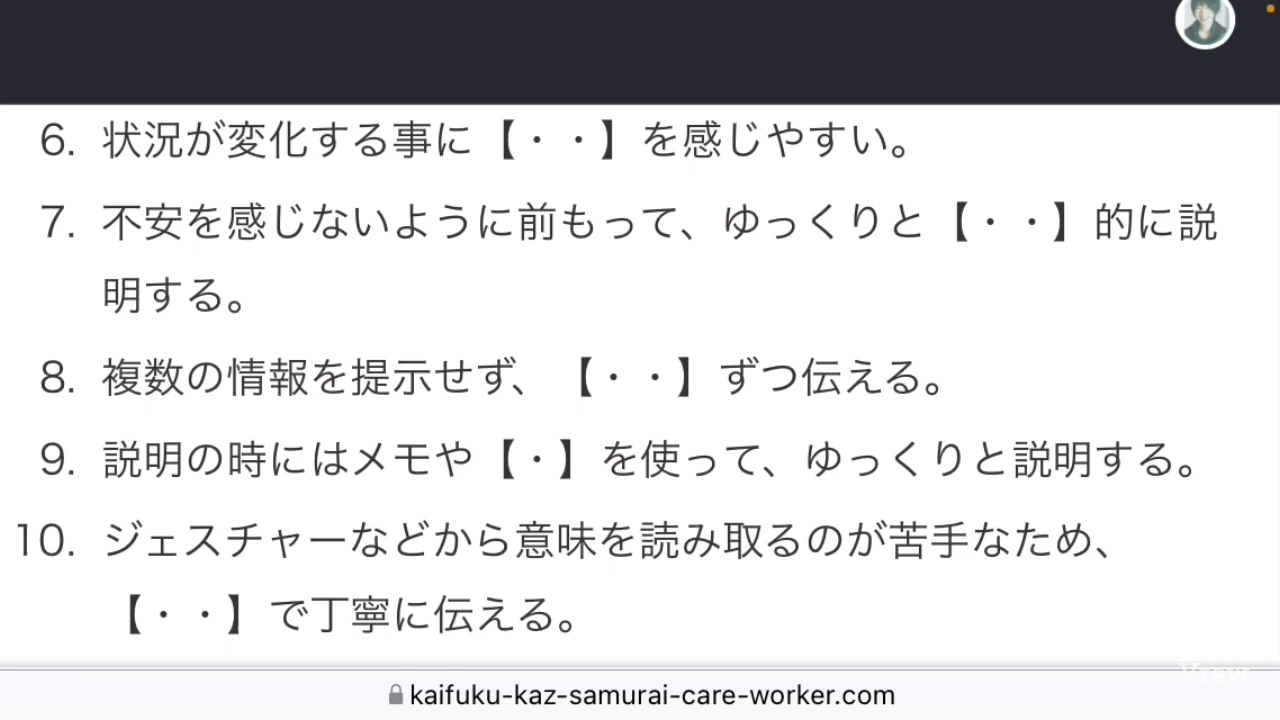 6. 状況が変化する事に【・・】を感じやすい。
7. 不安を感じないように前もって、ゆっくりと【・・】的に説
明する。
8. 複数の情報を提示せず、【・・】ずつ伝える。
9. 説明の時にはメモや【・】を使って、ゆっくりと説明する。
10. ジェスチャーなどから意味を読み取るのが苦手なため、
【・・】で丁寧に伝える。
kaifuku-kaz-samurai-care-worker.com
Vrew